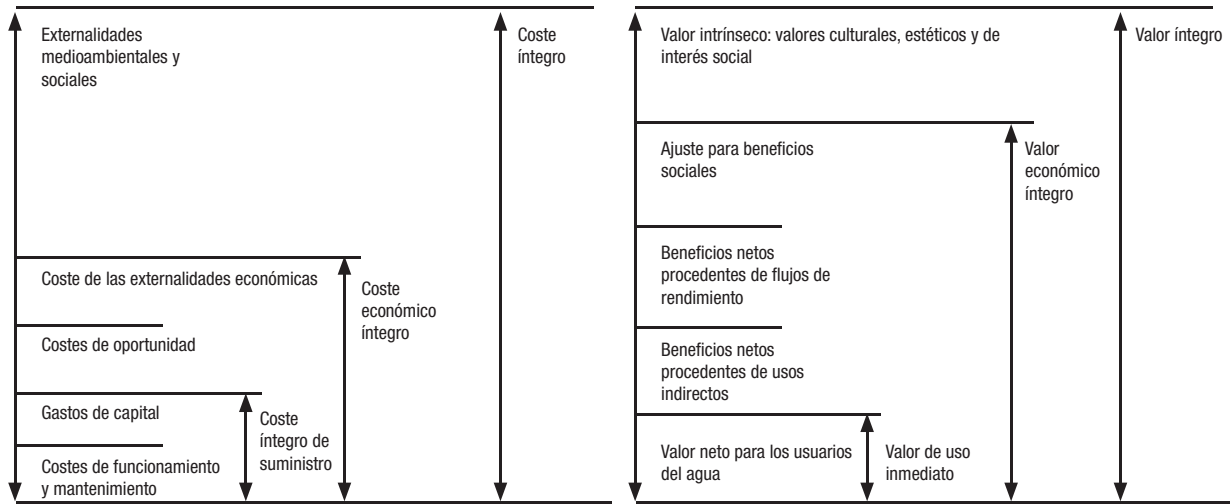 Externalidades
medioambientales y
sociales
Coste
íntegro
Coste de las externalidades económicas
Coste
económico
íntegro
Costes de oportunidad
Gastos de capital
Coste
íntegro de
suministro
Costes de funcionamiento
y mantenimiento
Valor intrínseco: valores culturales, estéticos y de
interés social
Valor íntegro
Ajuste para beneficios
sociales
Valor
económico
íntegro
Beneficios netos
procedentes de flujos de
rendimiento
Beneficios netos
procedentes de usos
indirectos
Valor neto para los usuarios
del agua
Valor de uso
inmediato